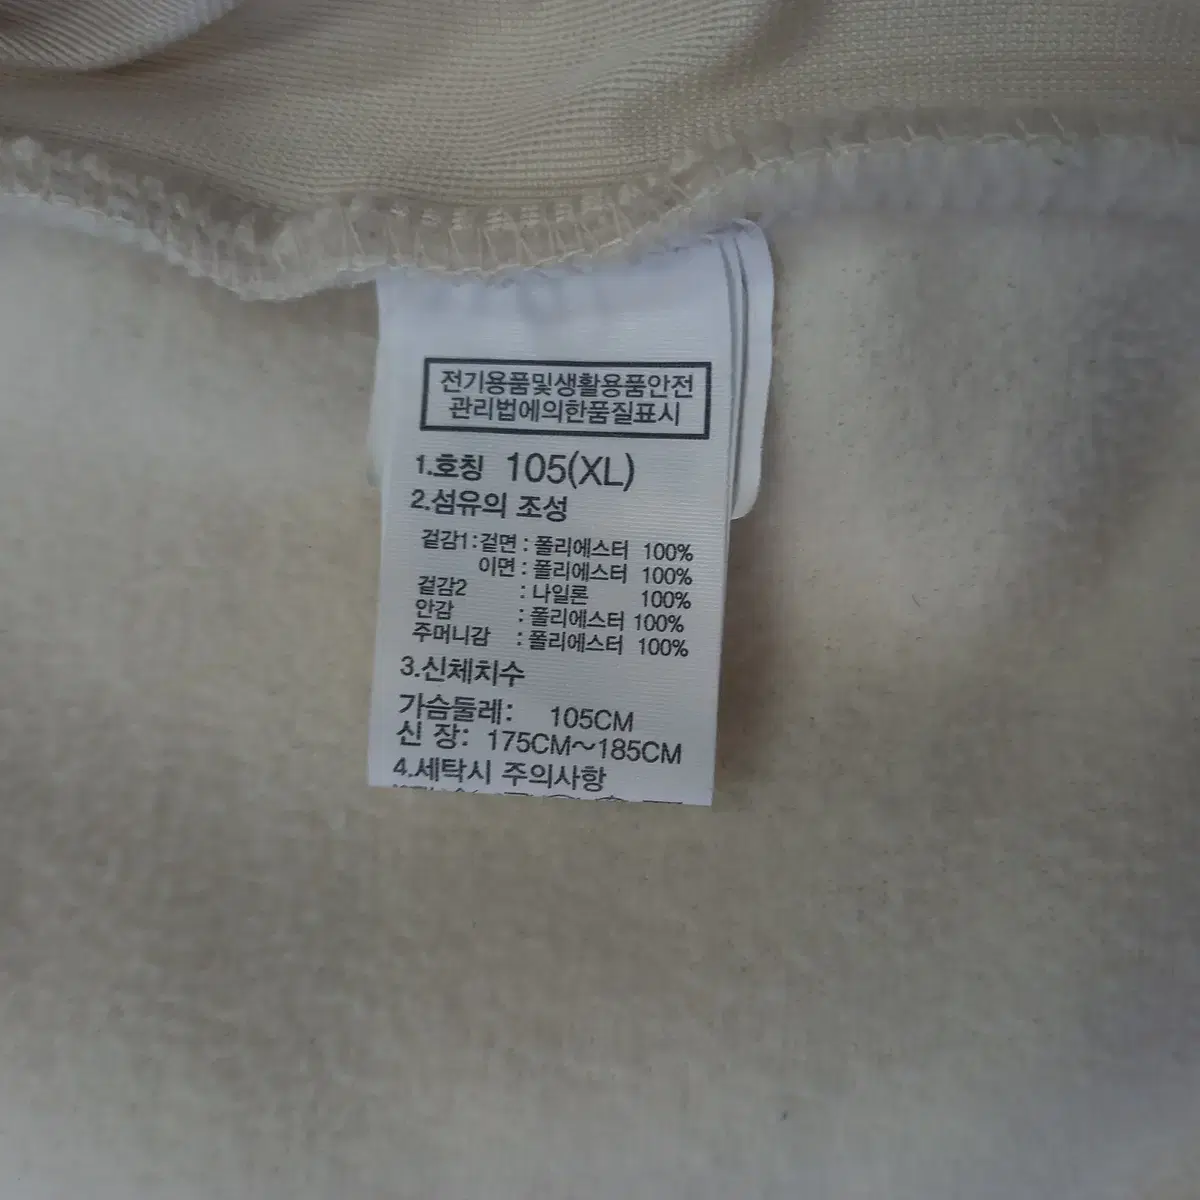 전기용품및생활용품안전
관리법에의한품질표시
1.호칭 105(XL)
2.섬유의 조성
겉감1:겉면 : 폴리에스터 100%
이면 : 폴리에스터 100%
겉감2 : 나일론 100%
안감 : 폴리에스터 100%
주머니감 : 폴리에스터 100%
3.신체치수
가슴둘레: 105CM
신 장: 175CM~185CM
4.세탁시 주의사항